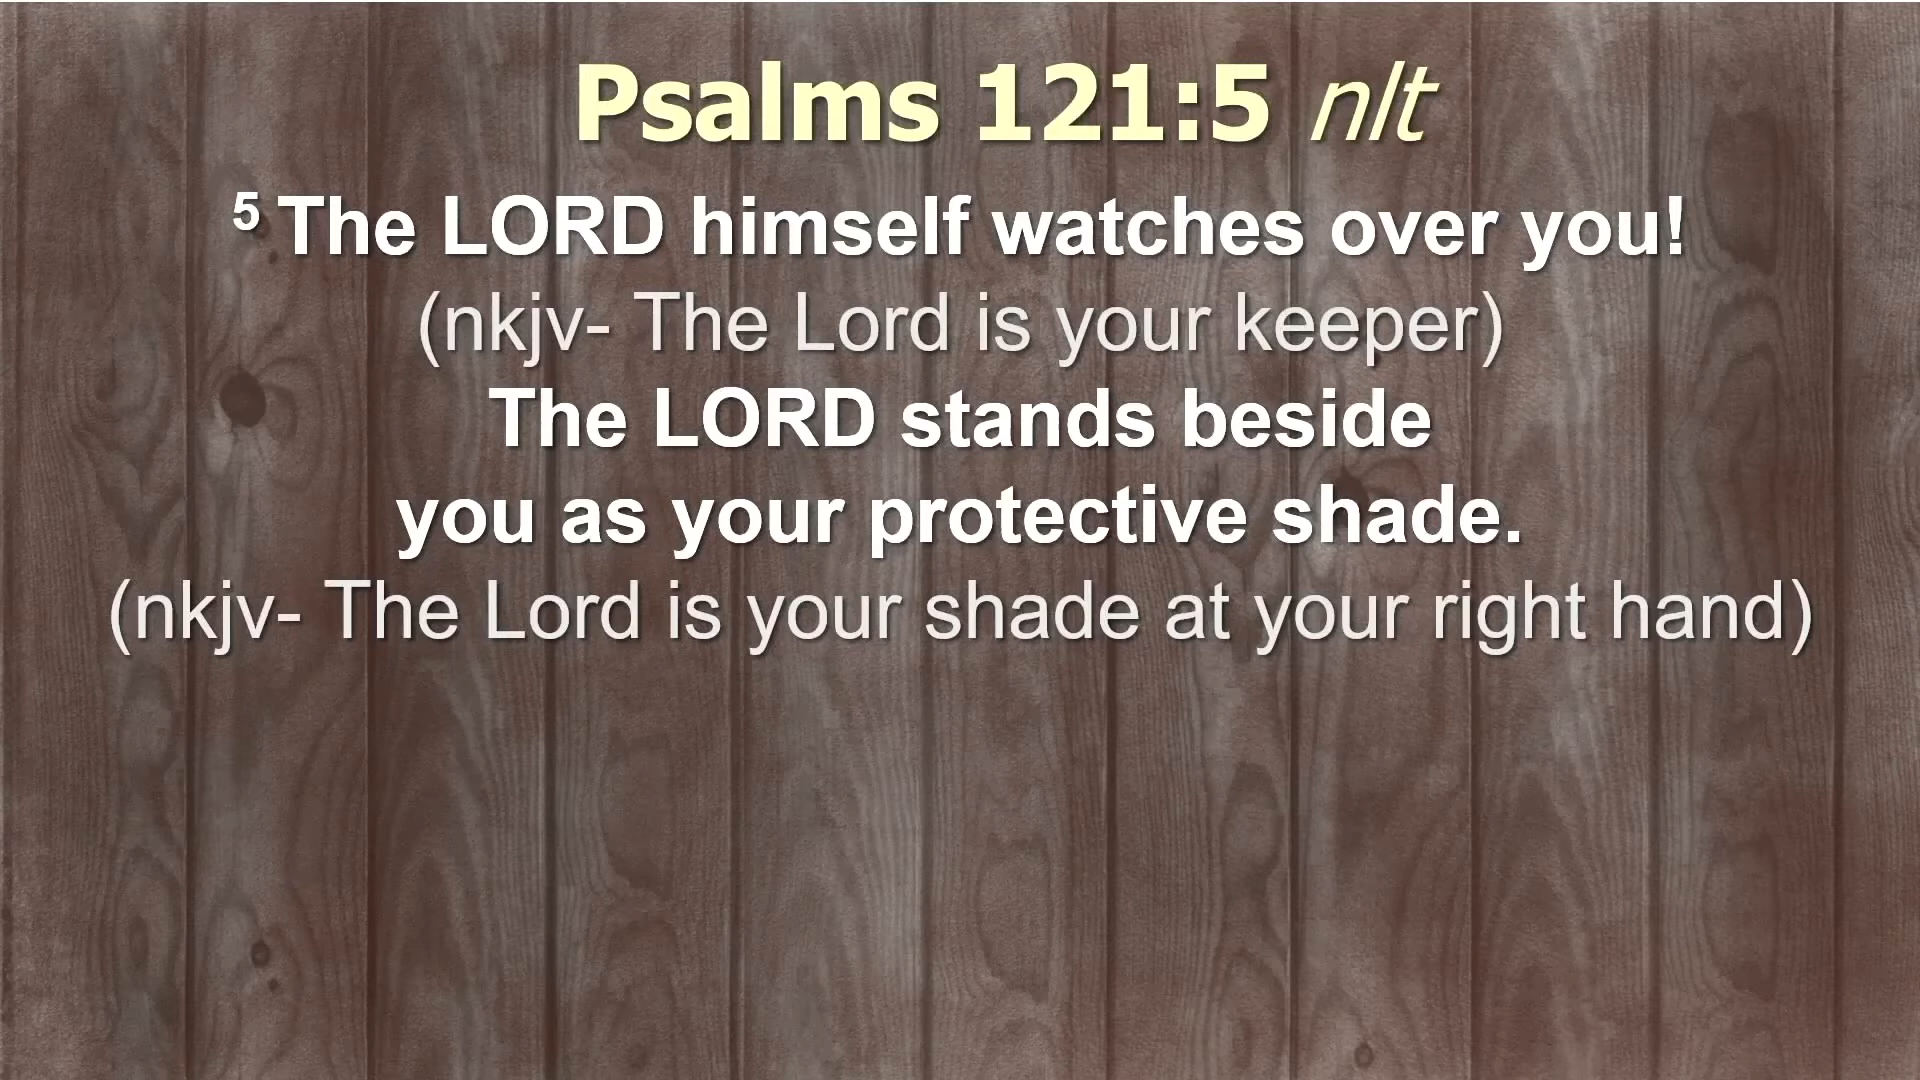 Psalms 121:5 nlt
5 The LORD himself watches over you!
(nkjv- The Lord is your keeper)
The LORD stands beside
you as your protective shade.
(nkjv- The Lord is your shade at your right hand)